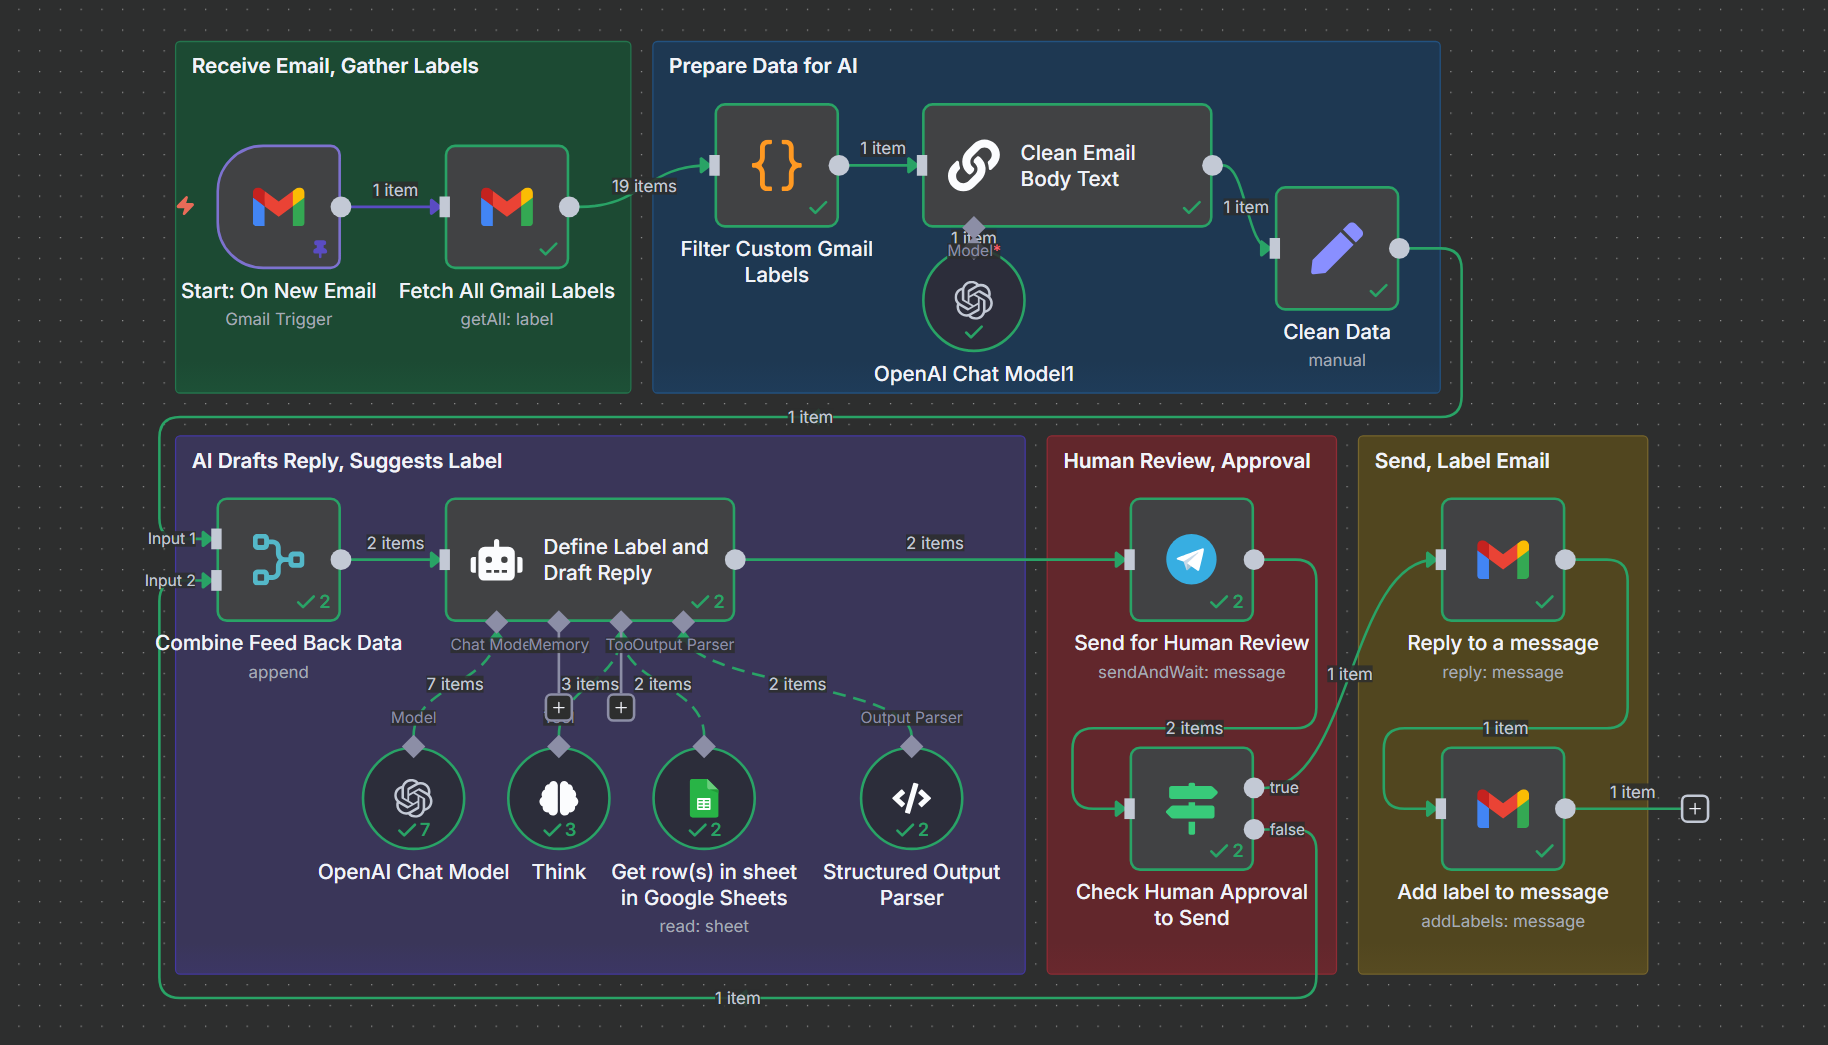 Receive Email, Gather Labels
1 item
Start: On New Email
Gmail Trigger
Fetch All Gmail Labels
getAll: label
19 items
Prepare Data for AI
Filter Custom Gmail
Labels
1 item
Clean Email
Body Text
1 item
Model*
OpenAI Chat Model1
1 item
Clean Data
manual
1 item
AI Drafts Reply, Suggests Label
Input 1
Input 2
Combine Feed Back Data
append
2
2 items
Define Label and
Draft Reply
2
Chat Mode
Memory
Too
Output Parser
7 items
3 items
2 items
2 items
Model
Output Parser
7
OpenAI Chat Model
3
Think
2
Get row(s) in sheet
in Google Sheets
read: sheet
2
Structured Output
Parser
2 items
Human Review, Approval
2
Send for Human Review
sendAndWait: message
2 items
true
false
2
Check Human Approval
to Send
1 item
1 item
Send, Label Email
Reply to a message
reply: message
1 item
Add label to message
addLabels: message
1 item